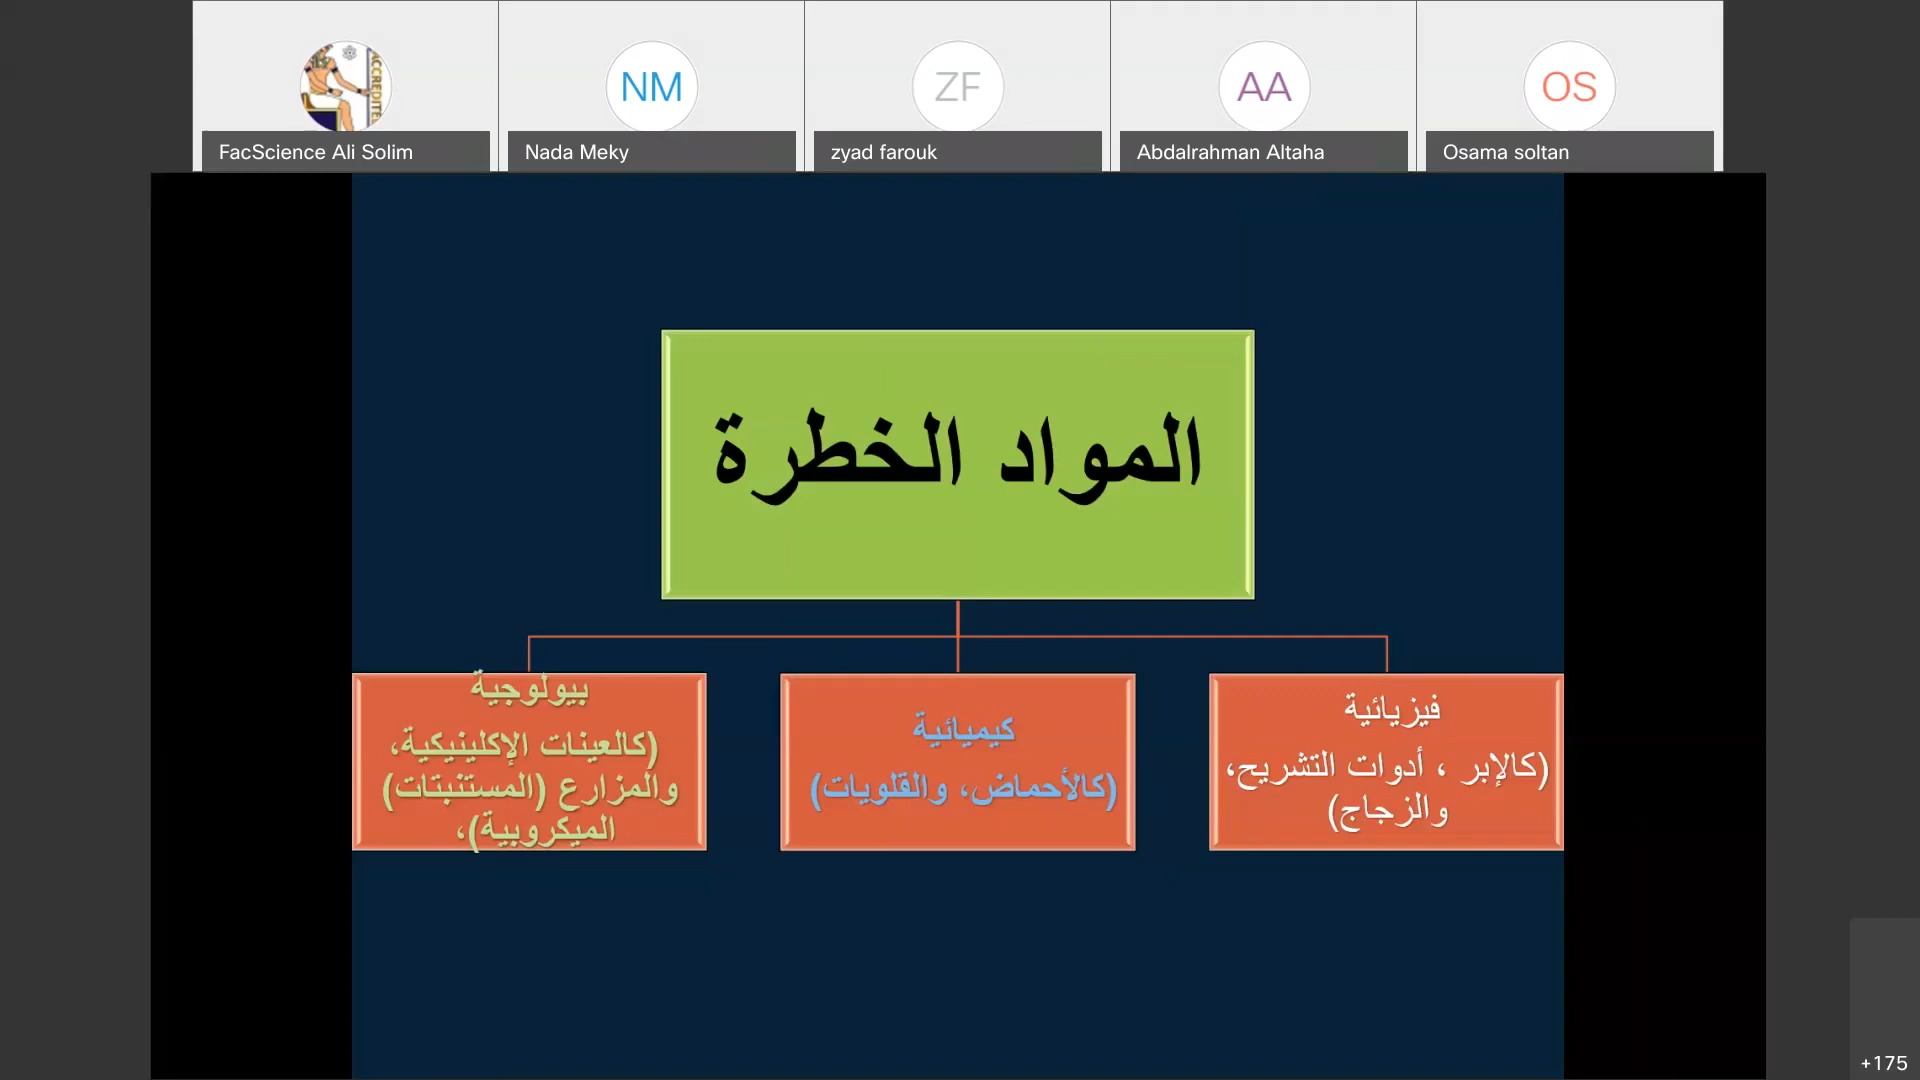 ACCREDITED
NM
ZF
AA
OS
FacScience Ali Solim
Nada Meky
zyad farouk
Abdalrahman Altaha
Osama soltan
المواد الخطرة
فيزيائية
(كالإبر ، أدوات التشريح،
والزجاج)
كيميائية
(كالأحماض، والقلويات)
بيولوجية
(كالعينات الإكلينيكية،
والمزارع (المستنبتات)
الميكروبية)،
+175